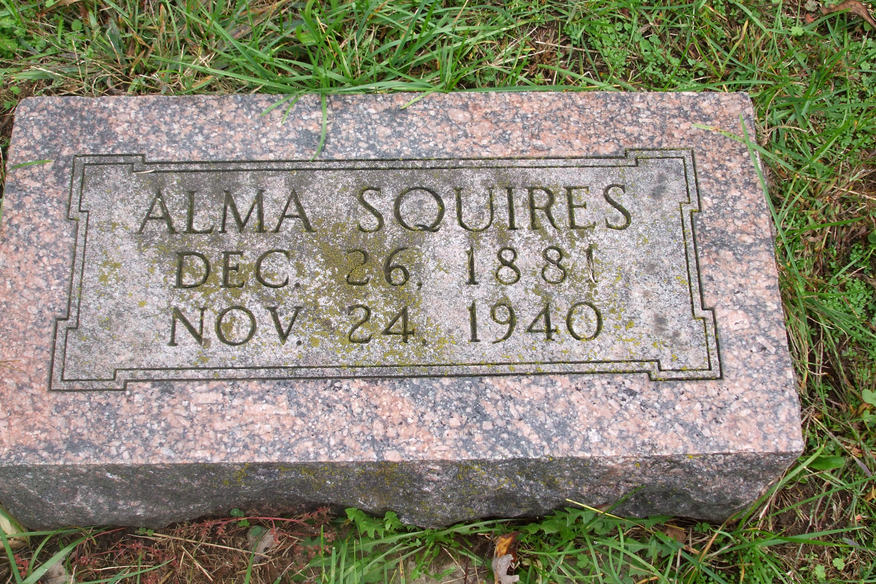 ALMA SQUIRES
DEC. 26, 1881
NOV. 24, 1940